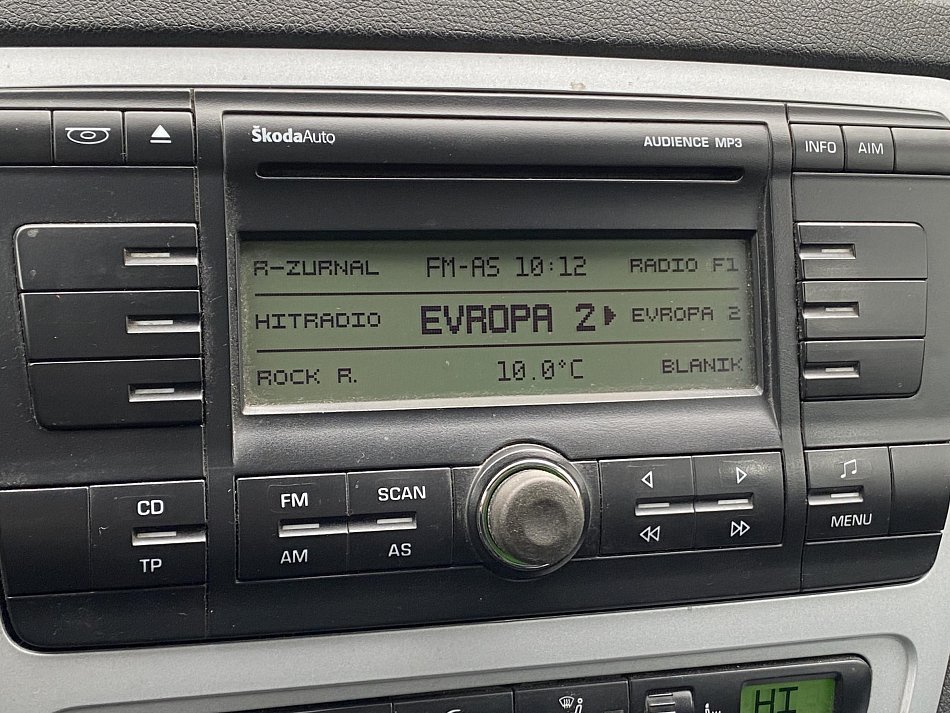 ŠkodaAuto AUDIENCE MP3
INFO AIM
R-ZURNAL FM-AS 10:12 RADIO F1
HITRADIO EVROPA 2 EVROPA 2
ROCK R. 10.0°C BLANIK
CD FM SCAN
TP AM AS MENU
HI